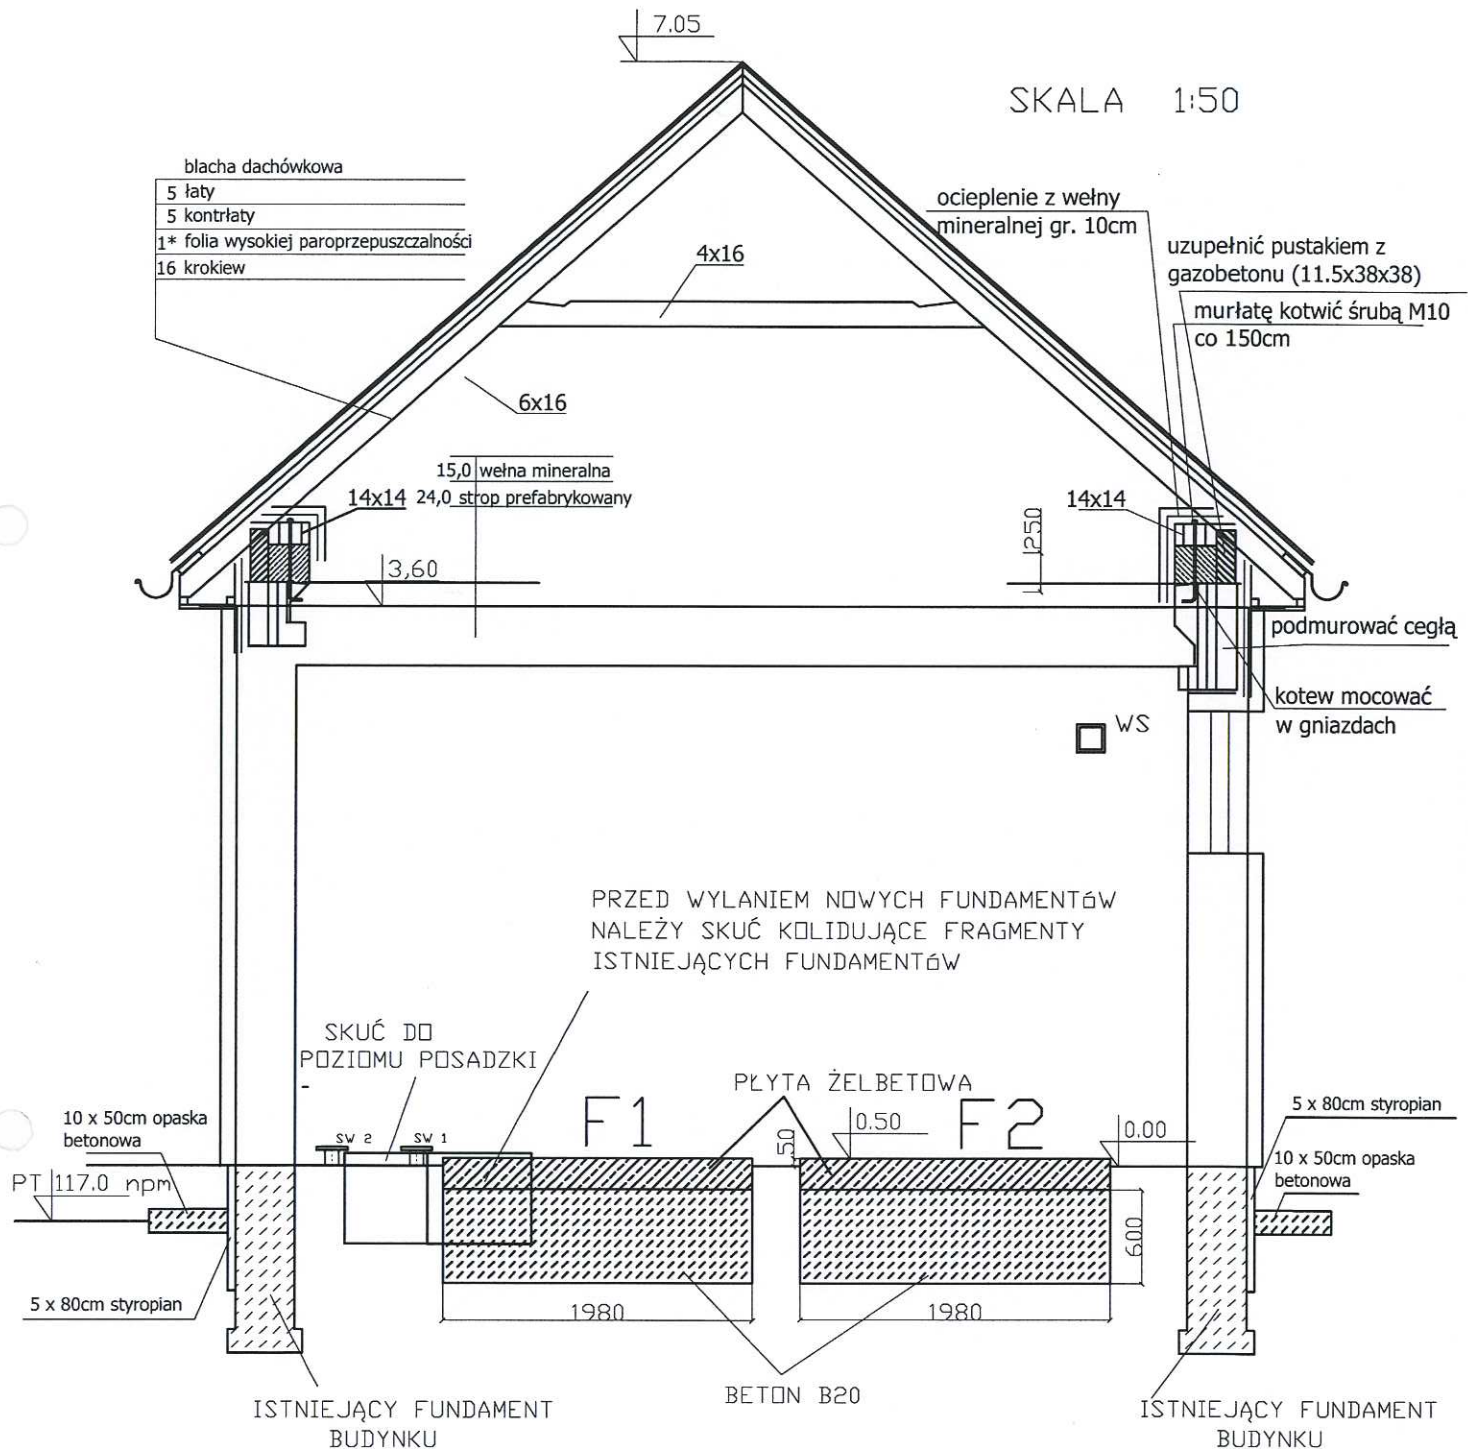 7.05
SKALA 1:50
blacha dachówkowa
5 łaty
5 kontrłaty
1* folia wysokiej paroprzepuszczalności
16 krokiew
ocieplenie z wełny
mineralnej gr. 10cm
uzupełnić pustakiem z
gazobetonu (11.5x38x38)
murłatę kotwić śrubą M10
co 150cm
4x16
6x16
15,0 wełna mineralna
24,0 strop prefabrykowany
14x14
14x14
250
3,60
podmurować cegłą
kotew mocować
w gniazdach
WS
PRZED WYLANIEM NOWYCH FUNDAMENTóW
NALEŻY SKUĆ KOLIDUJĄCE FRAGMENTY
ISTNIEJĄCYCH FUNDAMENTóW
SKUĆ DO
POZIOMU POSADZKI
PŁYTA ŻELBETOWA
10 x 50cm opaska
betonowa
SW 2
SW 1
F1
50
0.50
F2
0.00
5 x 80cm styropian
10 x 50cm opaska
betonowa
PT 117.0 npm
600
5 x 80cm styropian
1980
1980
BETON B20
ISTNIEJĄCY FUNDAMENT
BUDYNKU
ISTNIEJĄCY FUNDAMENT
BUDYNKU